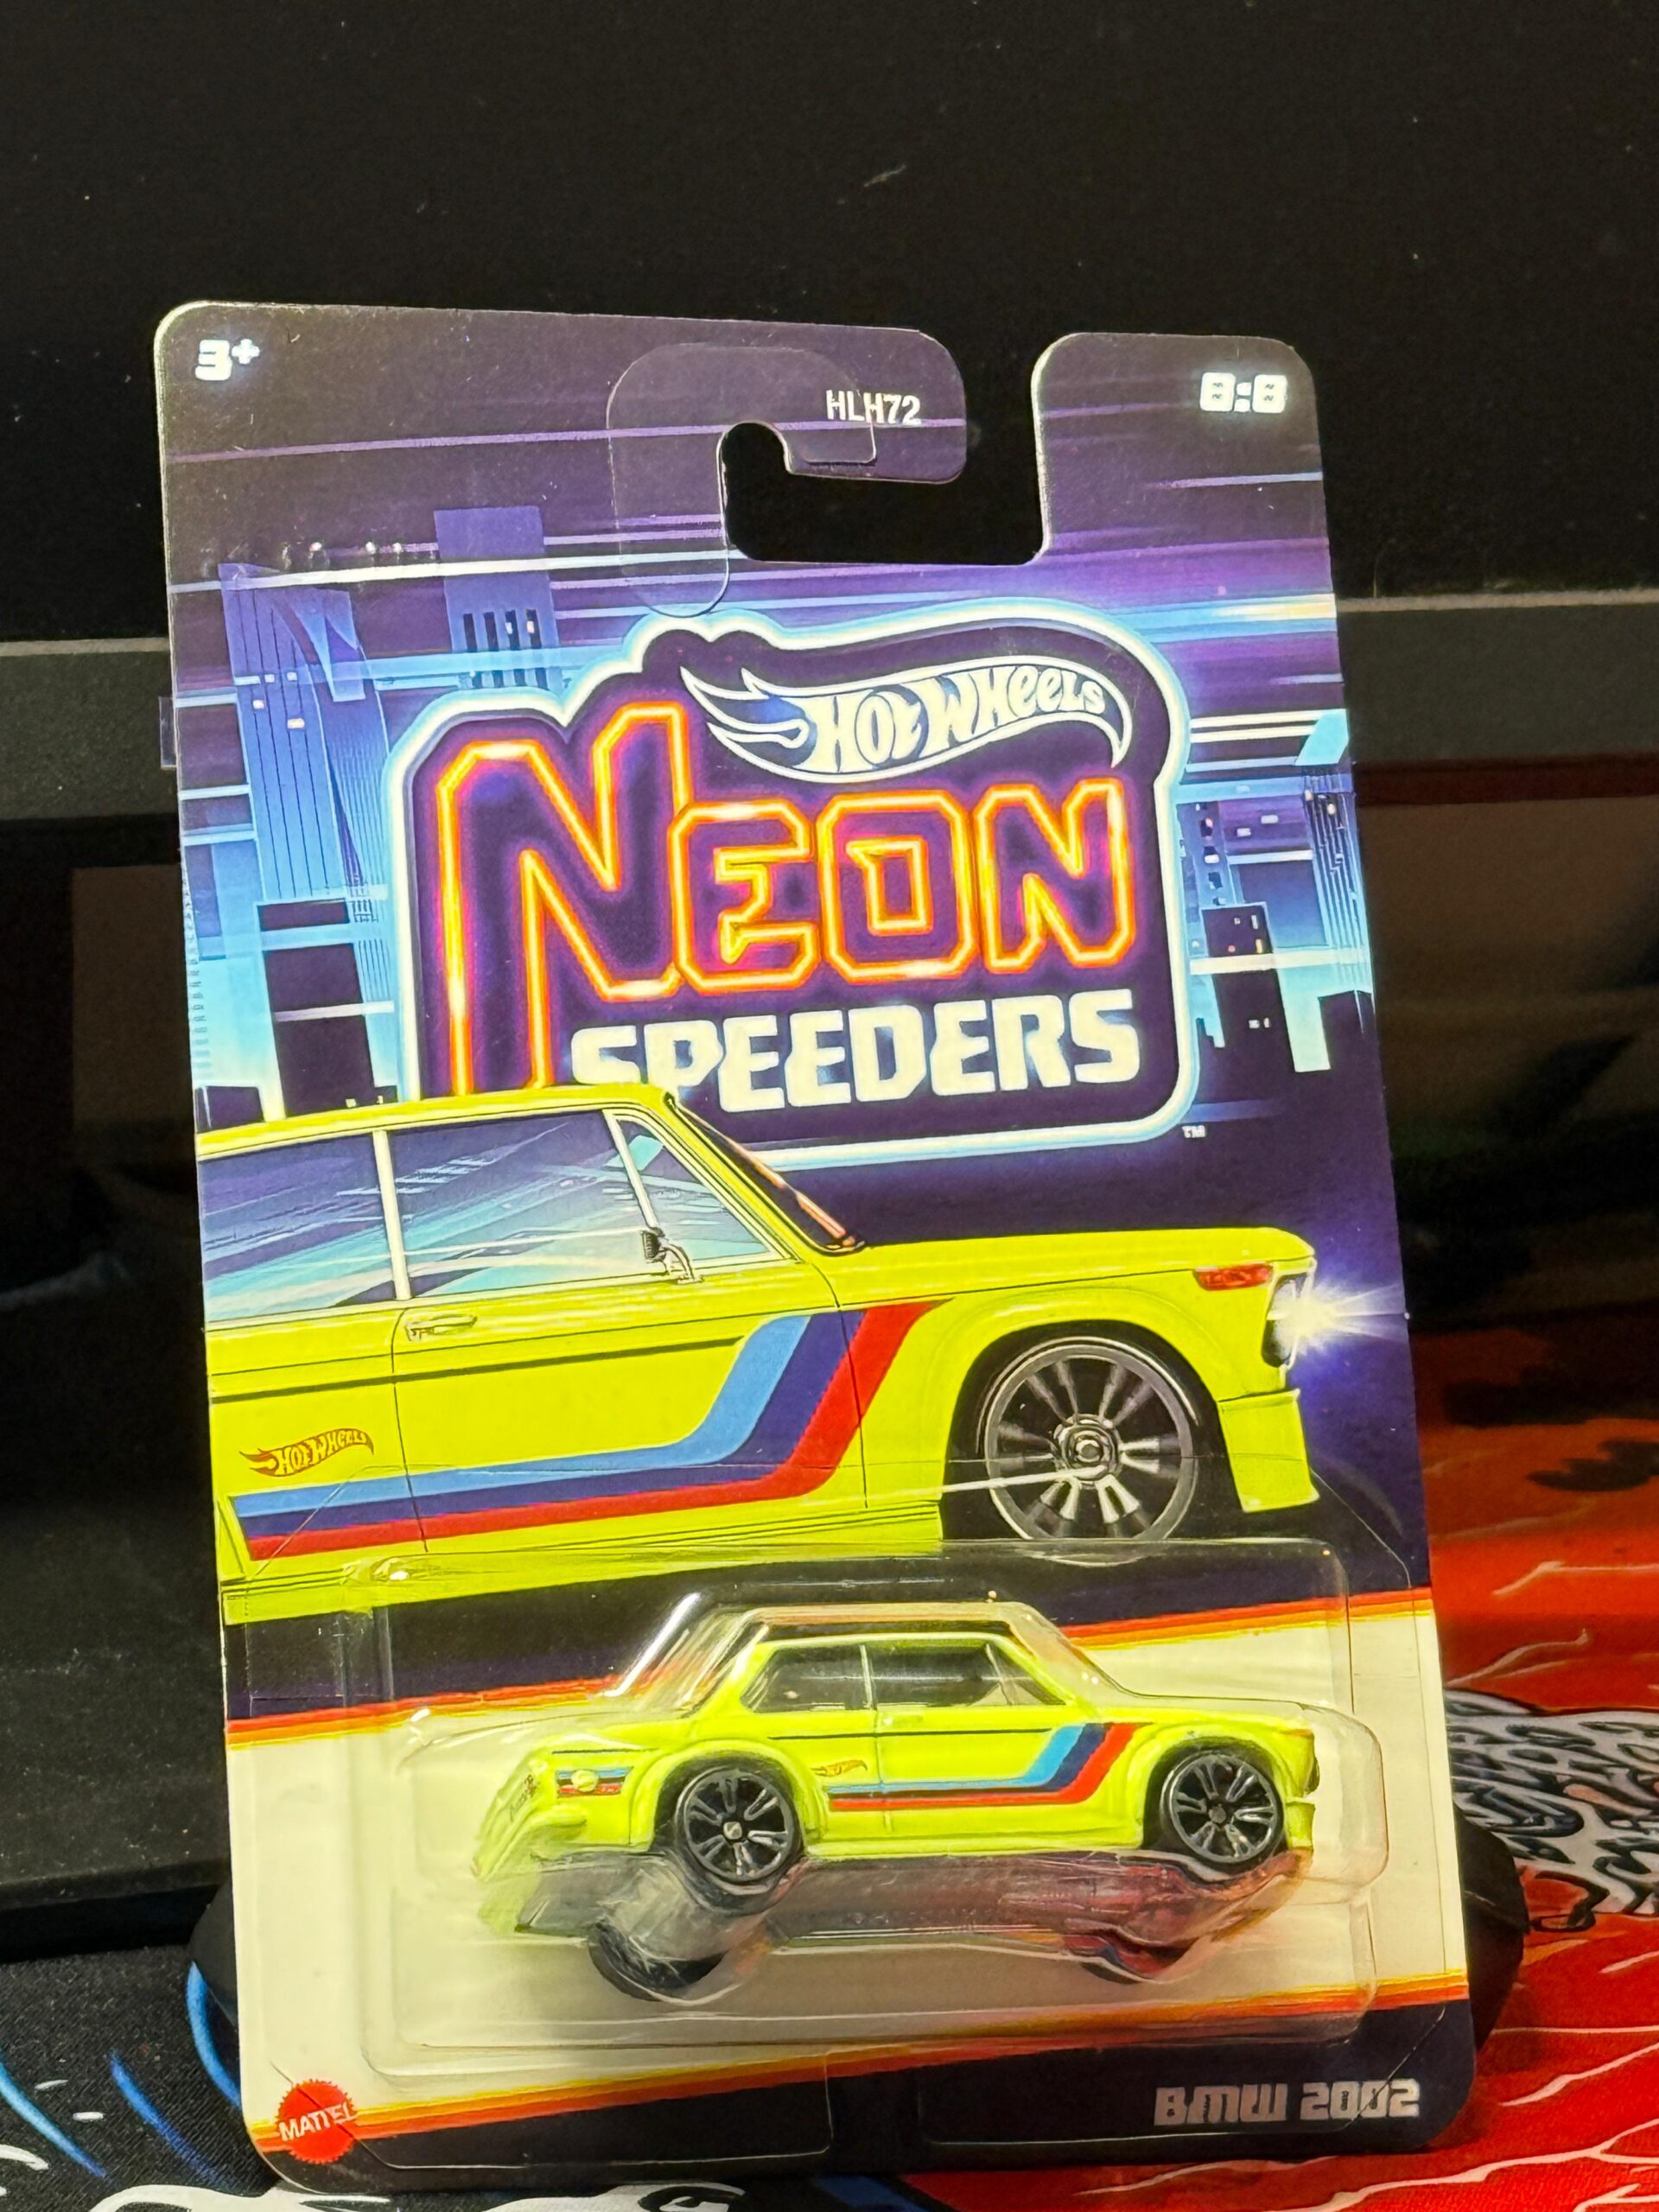 3+
HLH72
8:8
HOT WHEELS
NEON
SPEEDERS
TM
HOT WHEELS
MATTEL
BMW 2002